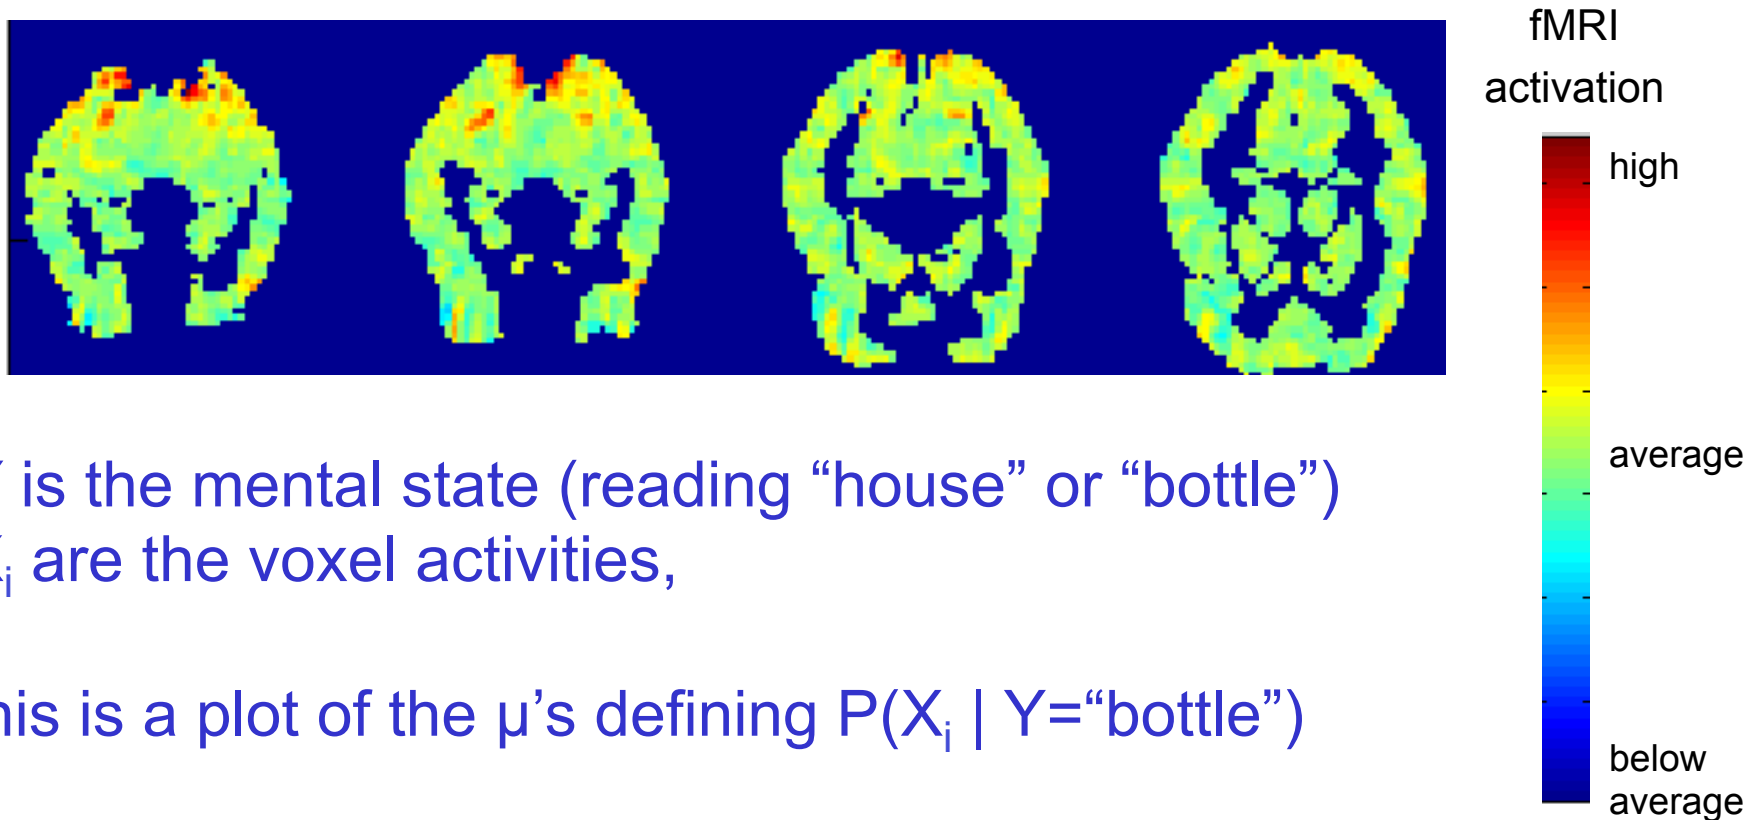 fMRI
activation
high
average
below
average
is the mental state (reading “house” or “bottle”)
i are the voxel activities,
is is a plot of the µ’s defining P(Xi | Y=“bottle”)